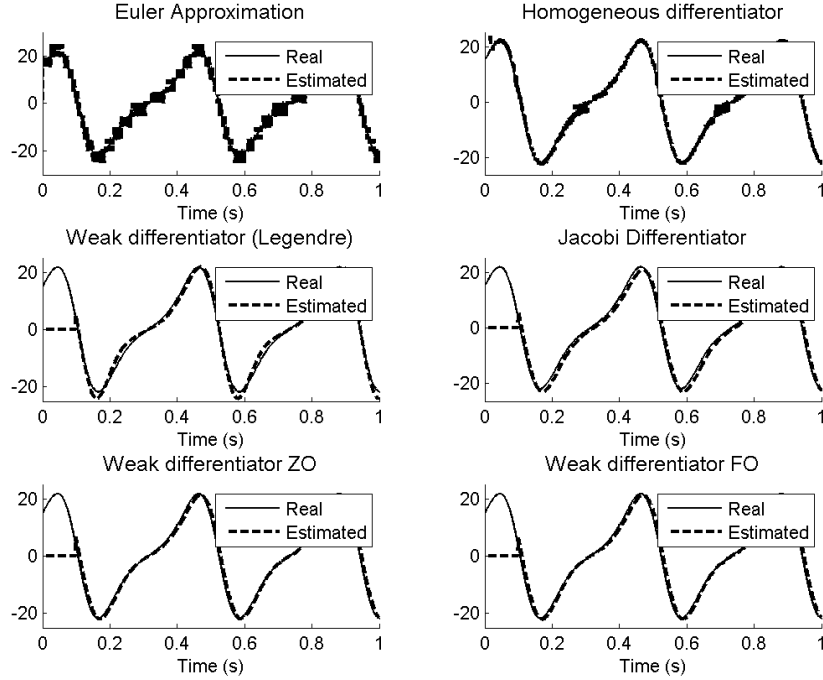 Euler Approximation
Homogeneous differentiator
20
0
-20
Real
Estimated
0 0.2 0.4 0.6 0.8 1
Time (s)
20
0
-20
Real
Estimated
0 0.2 0.4 0.6 0.8 1
Time (s)
Weak differentiator (Legendre)
Jacobi Differentiator
20
0
-20
Real
Estimated
0 0.2 0.4 0.6 0.8 1
Time (s)
20
0
-20
Real
Estimated
0 0.2 0.4 0.6 0.8 1
Time (s)
Weak differentiator ZO
Weak differentiator FO
20
0
-20
Real
Estimated
0 0.2 0.4 0.6 0.8 1
Time (s)
20
0
-20
Real
Estimated
0 0.2 0.4 0.6 0.8 1
Time (s)